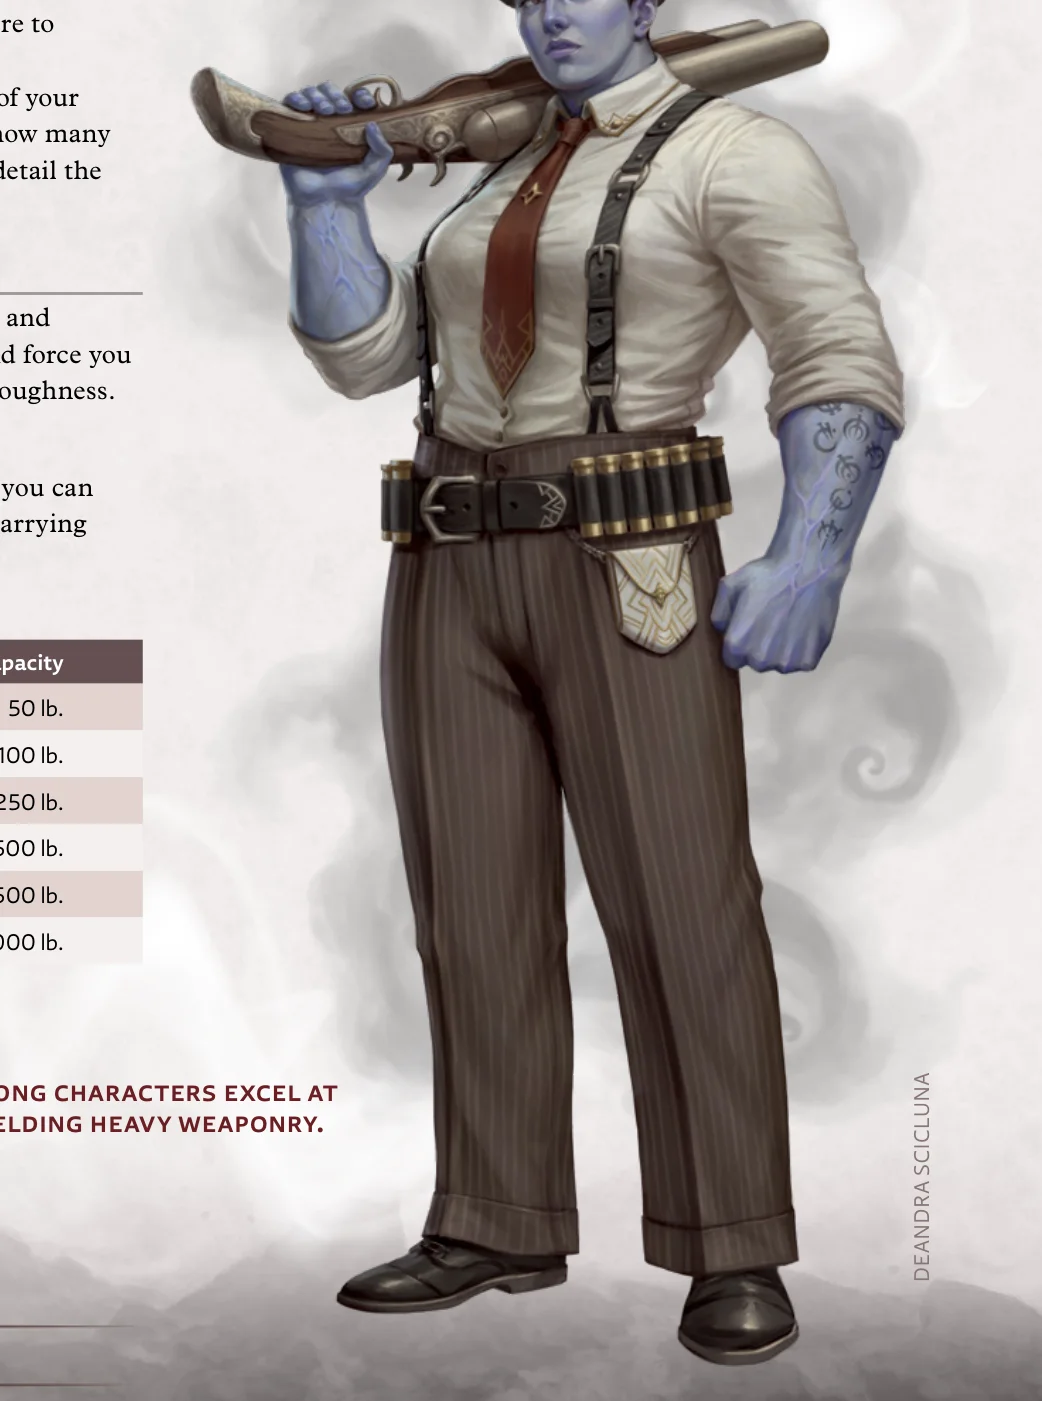 re to
of your
how many
detail the
and
d force you
oughness.
you can
arrying
pacity
50 lb.
100 lb.
250 lb.
500 lb.
500 lb.
000 lb.
ONG CHARACTERS EXCEL AT
ELDING HEAVY WEAPONRY.
DEANDRA SCICLUNA